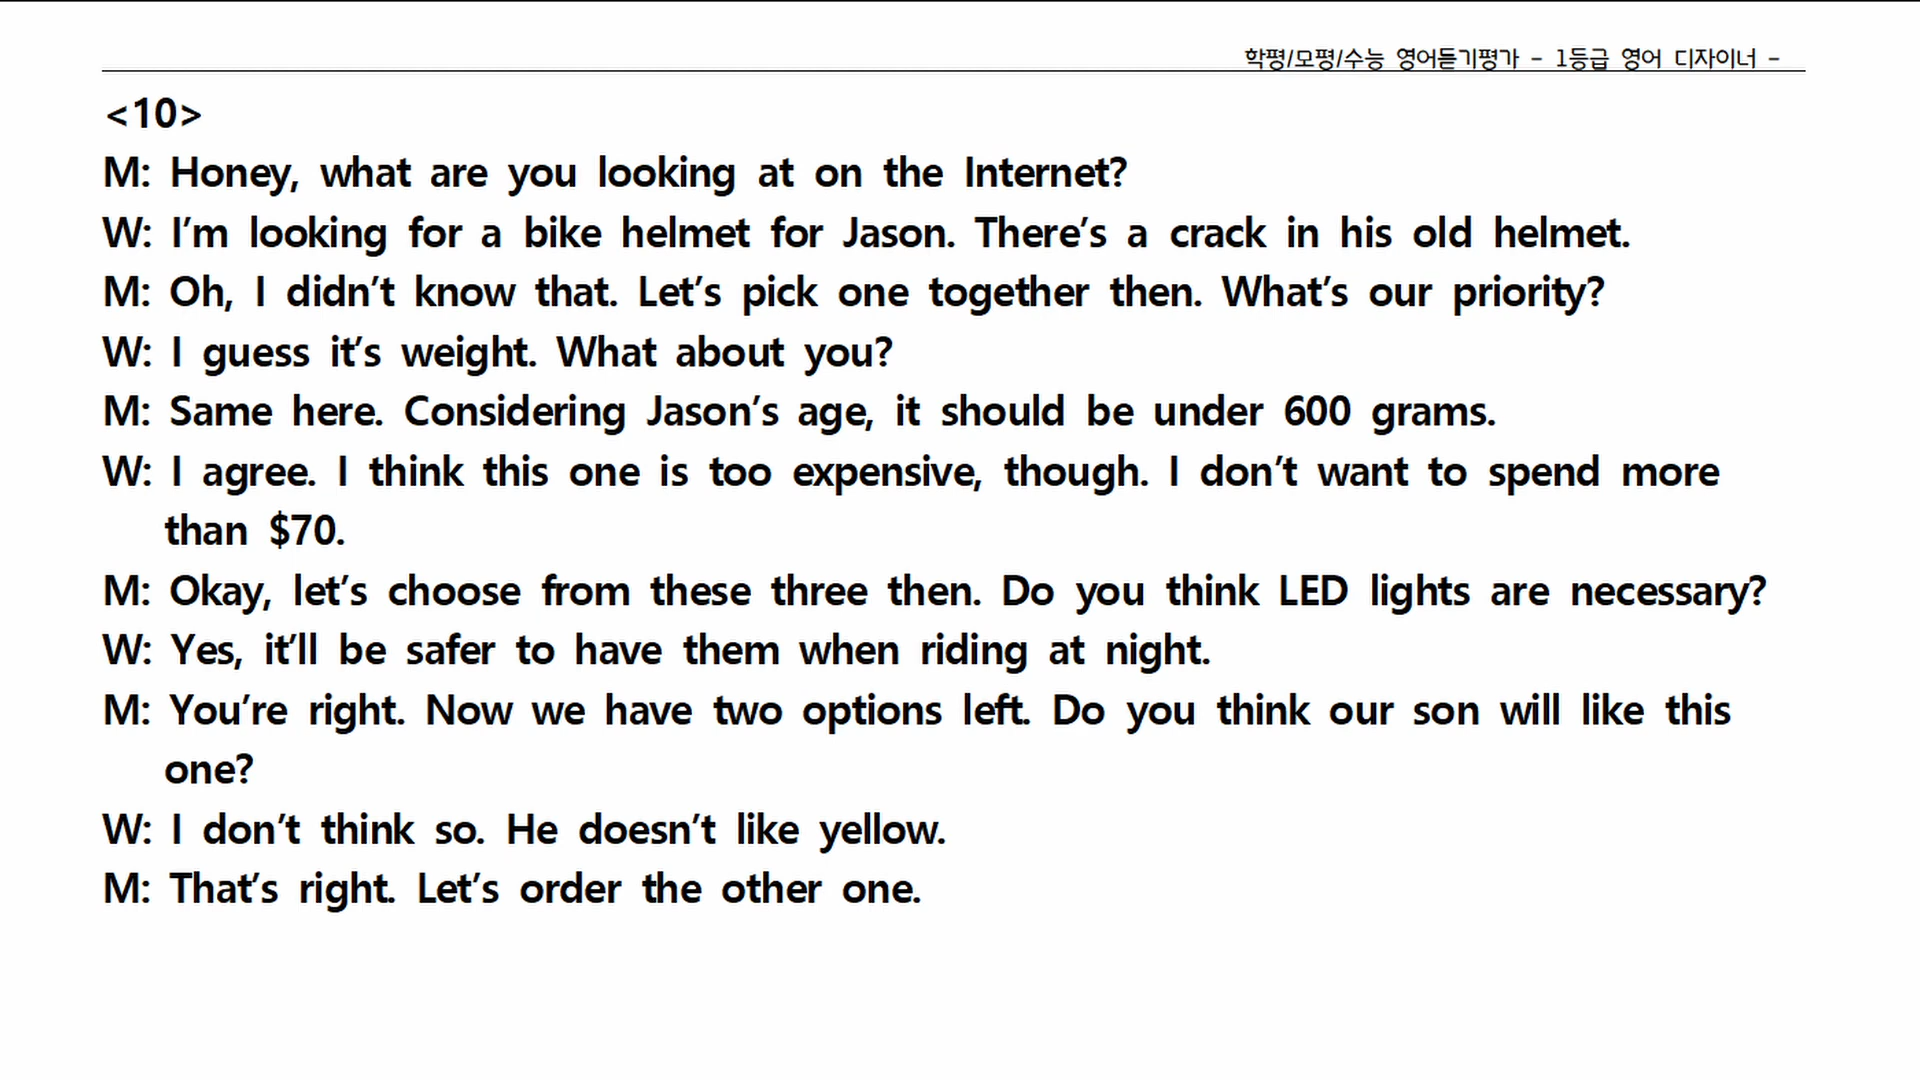 학평/모평/수능 영어듣기평가 - 1등급 영어 디자이너 -
<10>
M: Honey, what are you looking at on the Internet?
W: I’m looking for a bike helmet for Jason. There’s a crack in his old helmet.
M: Oh, I didn’t know that. Let’s pick one together then. What’s our priority?
W: I guess it’s weight. What about you?
M: Same here. Considering Jason’s age, it should be under 600 grams.
W: I agree. I think this one is too expensive, though. I don’t want to spend more
than $70.
M: Okay, let’s choose from these three then. Do you think LED lights are necessary?
W: Yes, it’ll be safer to have them when riding at night.
M: You’re right. Now we have two options left. Do you think our son will like this
one?
W: I don’t think so. He doesn’t like yellow.
M: That’s right. Let’s order the other one.